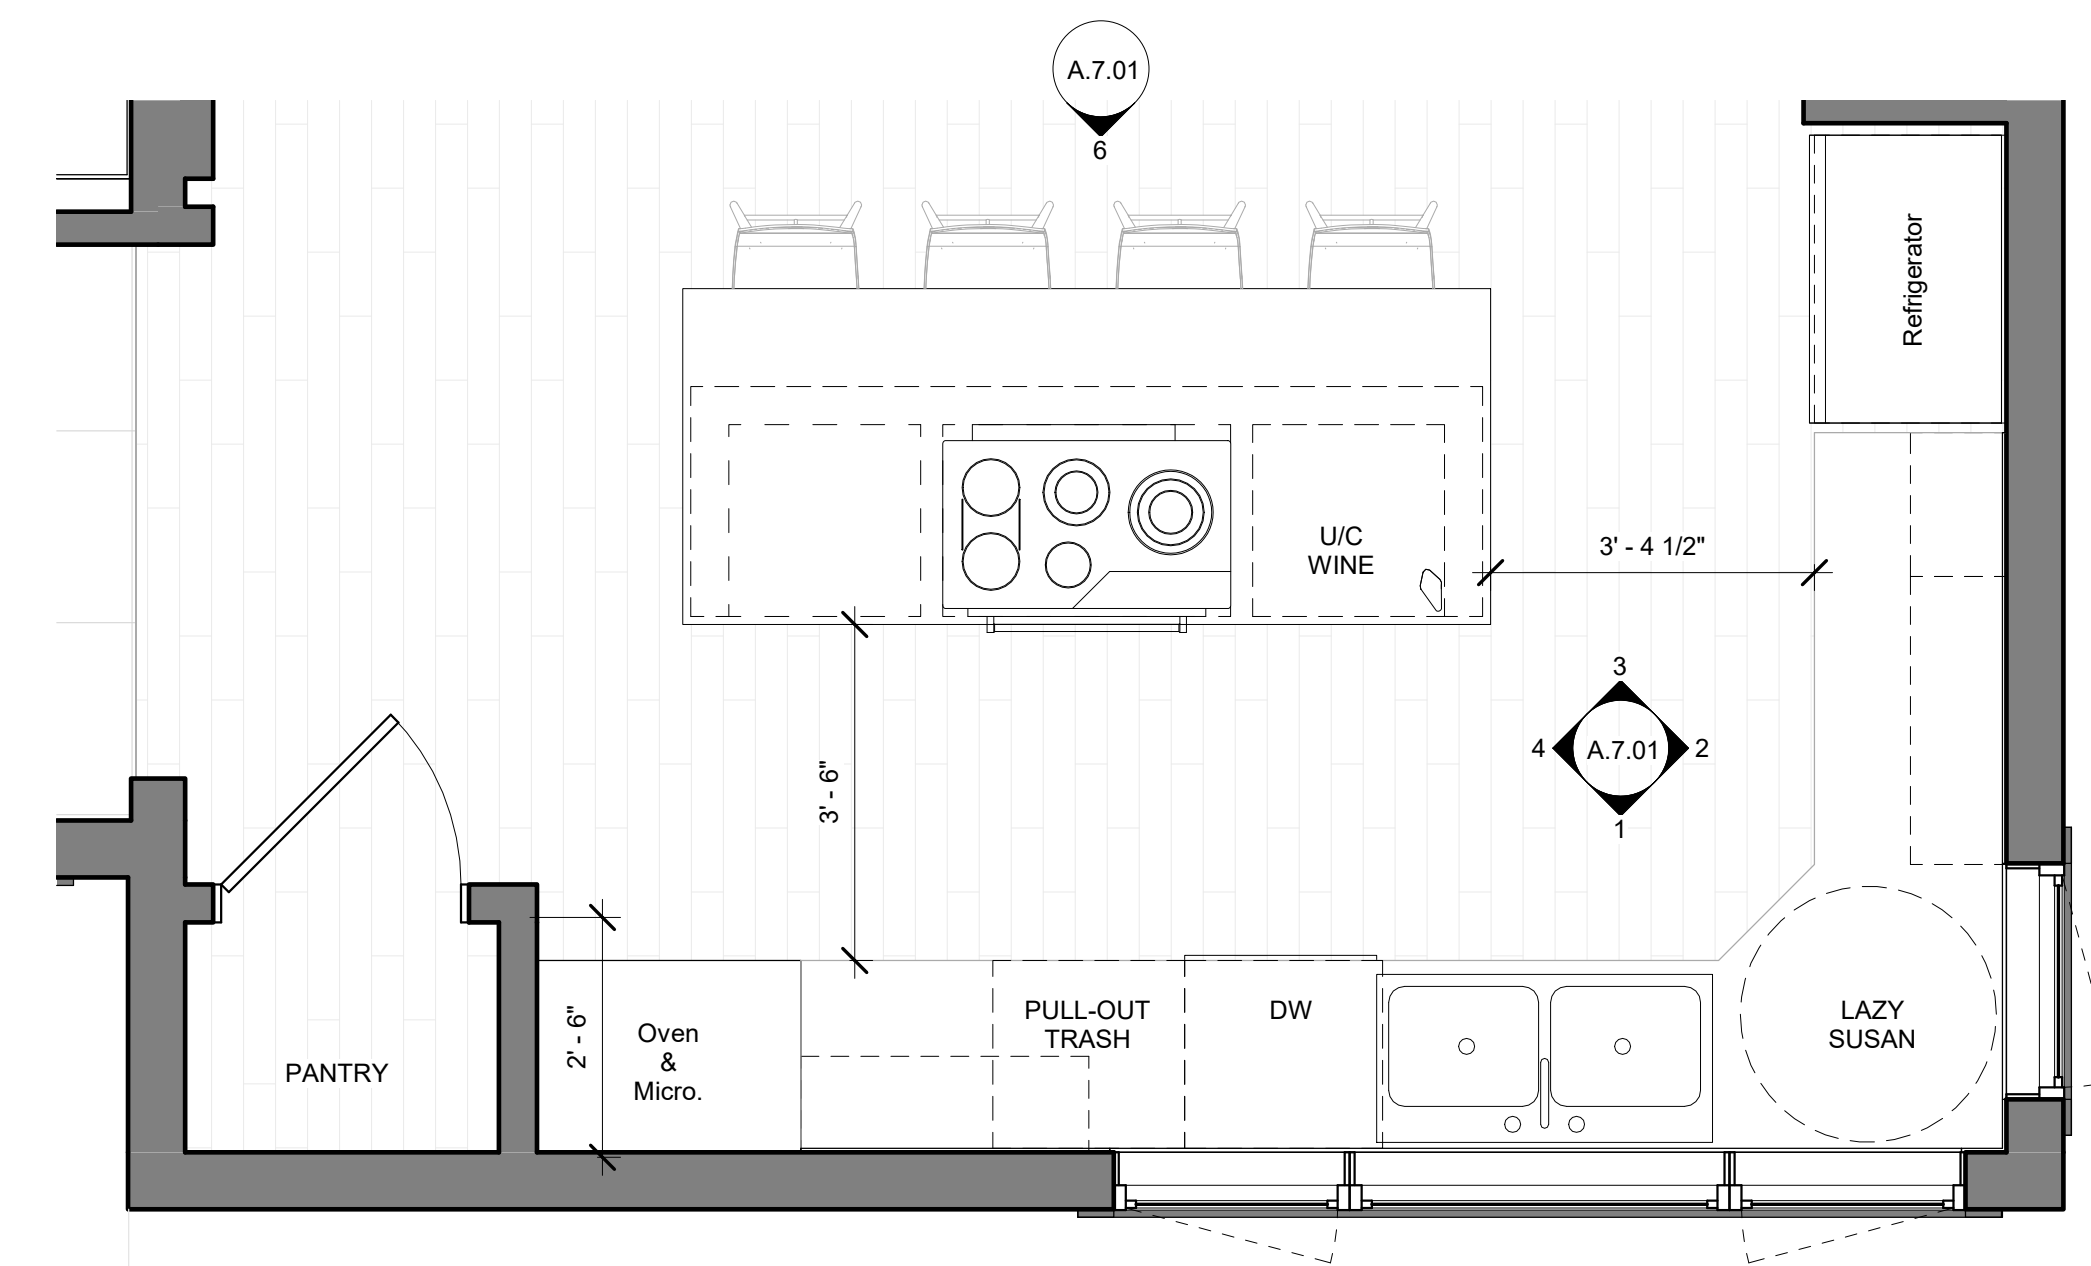 A.7.01
6
Refrigerator
U/C
WINE
3' - 4 1/2"
3
4
A.7.01
2
1
3' - 6"
2' - 6"
PANTRY
Oven
&
Micro.
PULL-OUT
TRASH
DW
LAZY
SUSAN